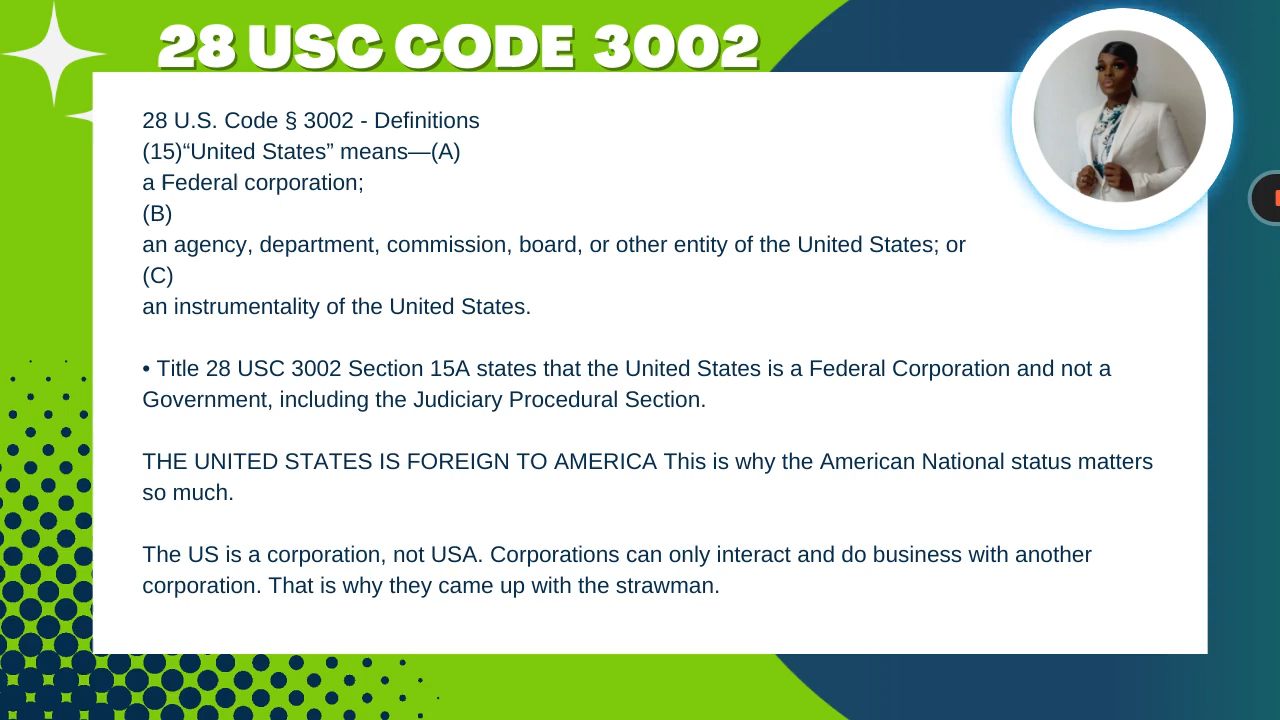 28 USC CODE 3002
28 U.S. Code § 3002 - Definitions
(15)“United States” means—(A)
a Federal corporation;
(B)
an agency, department, commission, board, or other entity of the United States; or
(C)
an instrumentality of the United States.
• Title 28 USC 3002 Section 15A states that the United States is a Federal Corporation and not a
Government, including the Judiciary Procedural Section.
THE UNITED STATES IS FOREIGN TO AMERICA This is why the American National status matters
so much.
The US is a corporation, not USA. Corporations can only interact and do business with another
corporation. That is why they came up with the strawman.